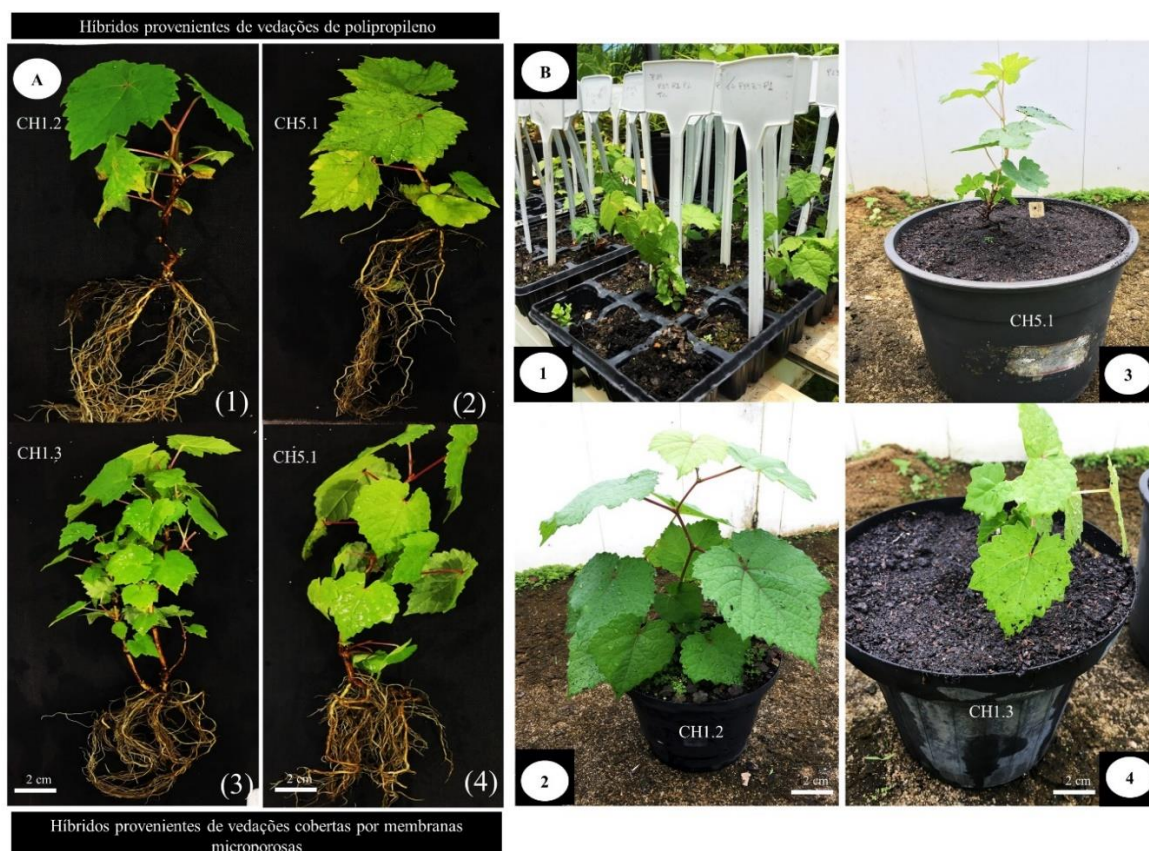 Híbridos provenientes de vedações de polipropileno
A
CH1.2
(1)
CH5.1
(2)
CH1.3
2 cm
(3)
CH5.1
2 cm
(4)
Híbridos provenientes de vedações cobertas por membranas
microporosas
B
1
CH5.1
3
CH1.2
2
2 cm
CH1.3
2 cm
4